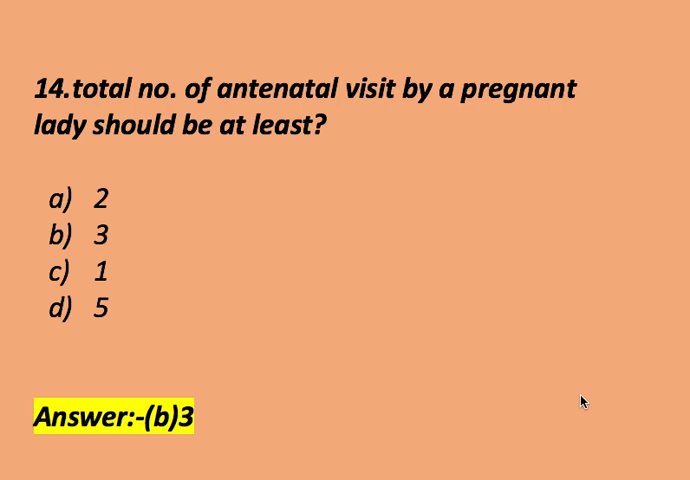 14.total no. of antenatal visit by a pregnant
lady should be at least?
a) 2
b) 3
c) 1
d) 5
Answer:-(b)3